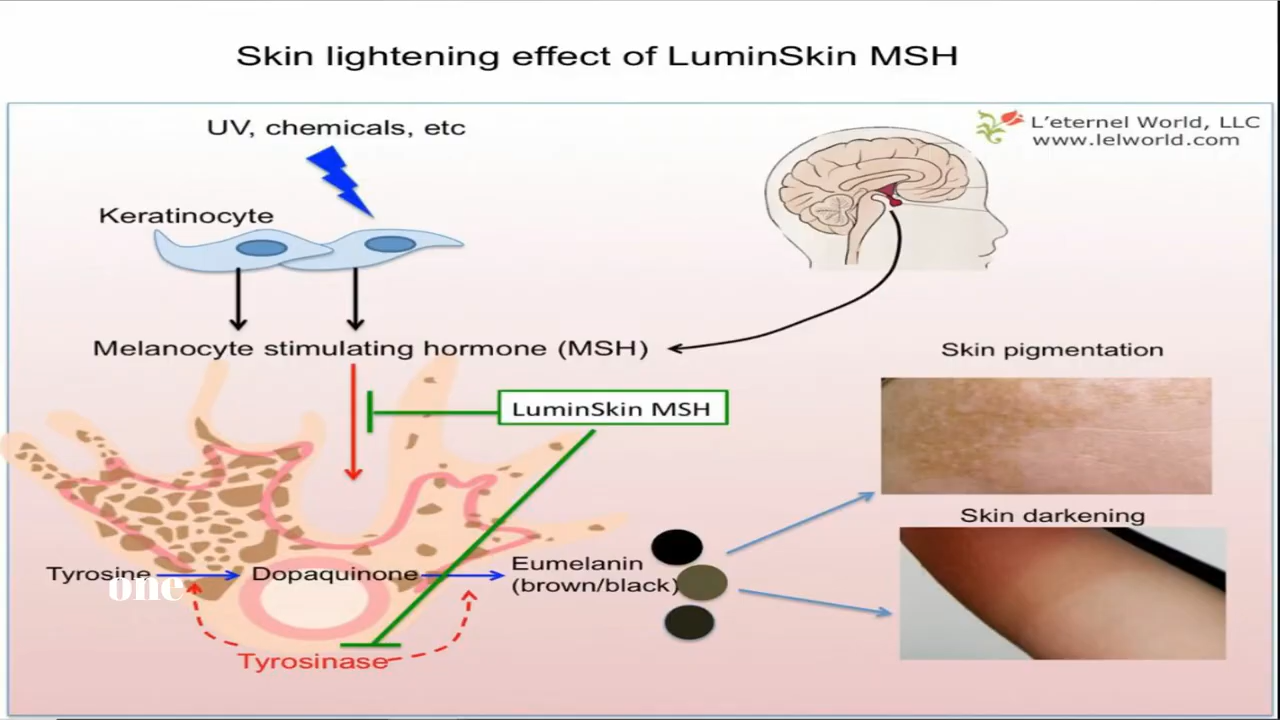 Skin lightening effect of LuminSkin MSH
UV, chemicals, etc
L'eternel World, LLC
www.lelworld.com
Keratinocyte
Melanocyte stimulating hormone (MSH)
Skin pigmentation
LuminSkin MSH
Skin darkening
Tyrosine
one
Dopaquinone
Eumelanin
(brown/black)
Tyrosinase